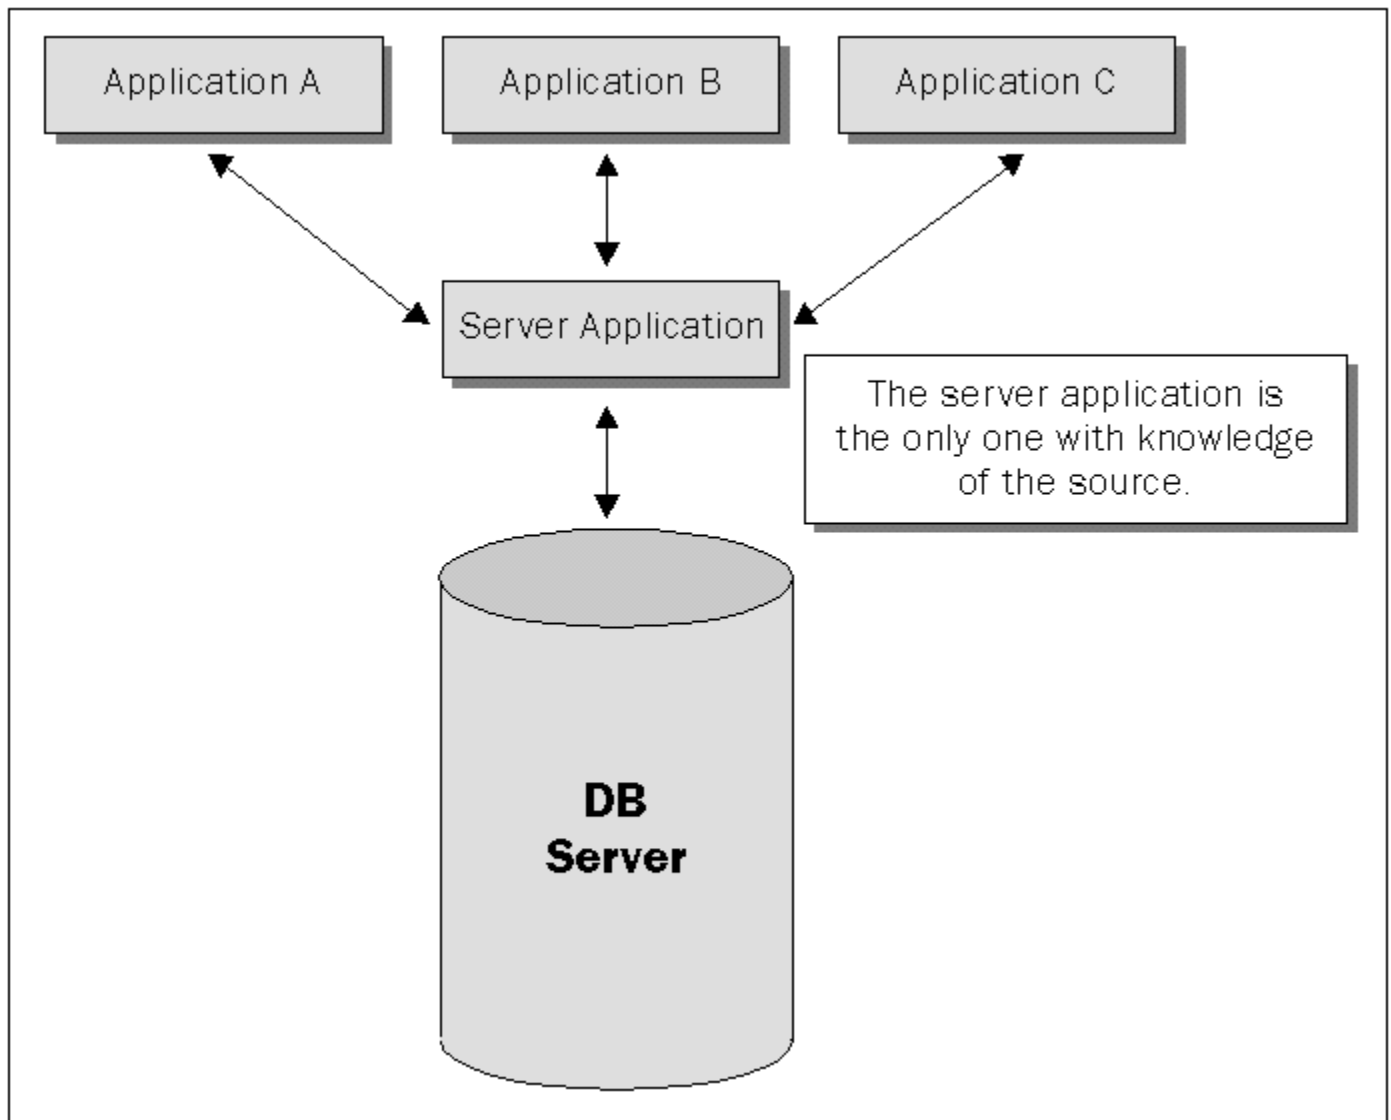 Application A
Application B
Application C
Server Application
The server application is
the only one with knowledge
of the source.
DB
Server